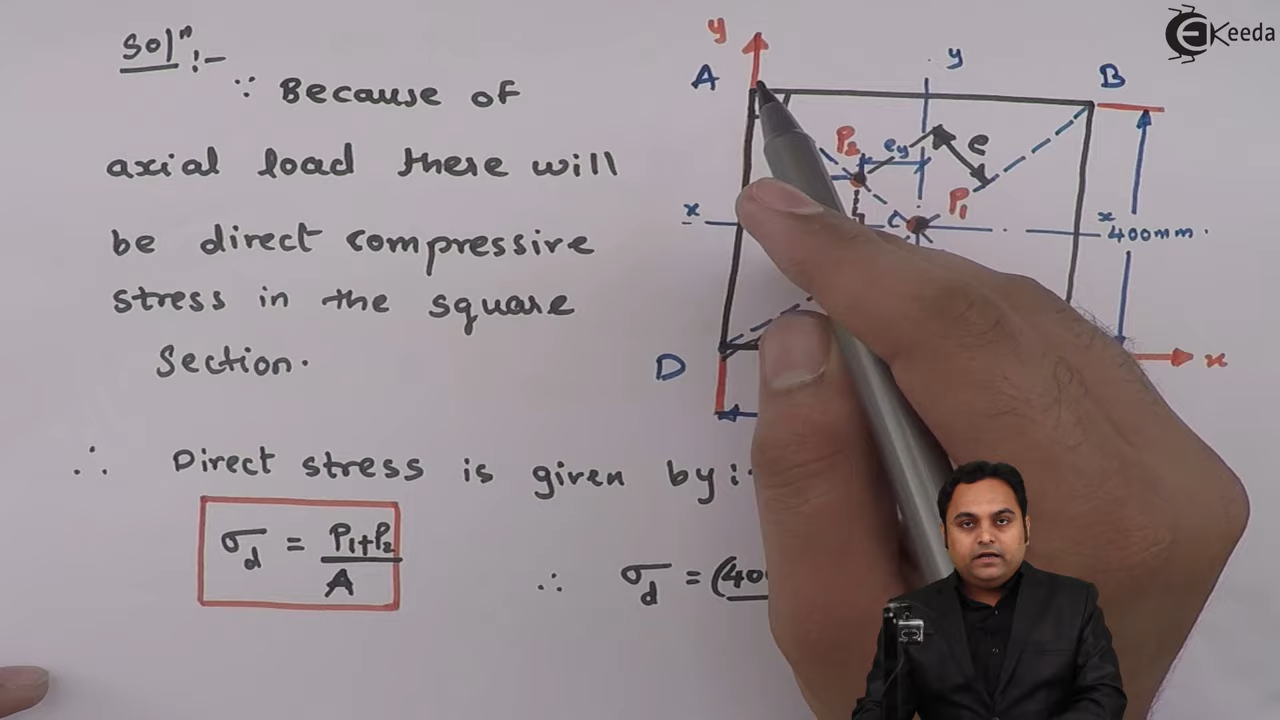 Ekeeda
Solⁿ :-
∵ Because of
axial load there will
be direct compressive
stress in the square
Section.
∴ Direct stress is given by :-
σd = P1+P2 / A
∴ σd = (40
y
A
y
B
P2
ey
e
P1
x
C
x
400mm.
D
x